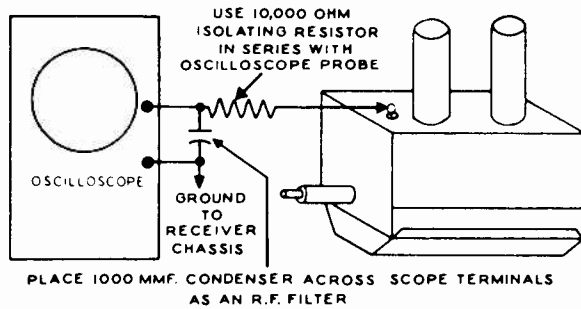 USE 10,000 OHM
ISOLATING RESISTOR
IN SERIES WITH
OSCILLOSCOPE PROBE
OSCILLOSCOPE
GROUND
TO
RECEIVER
CHASSIS
PLACE 1000 MMF. CONDENSER ACROSS SCOPE TERMINALS
AS AN R.F. FILTER